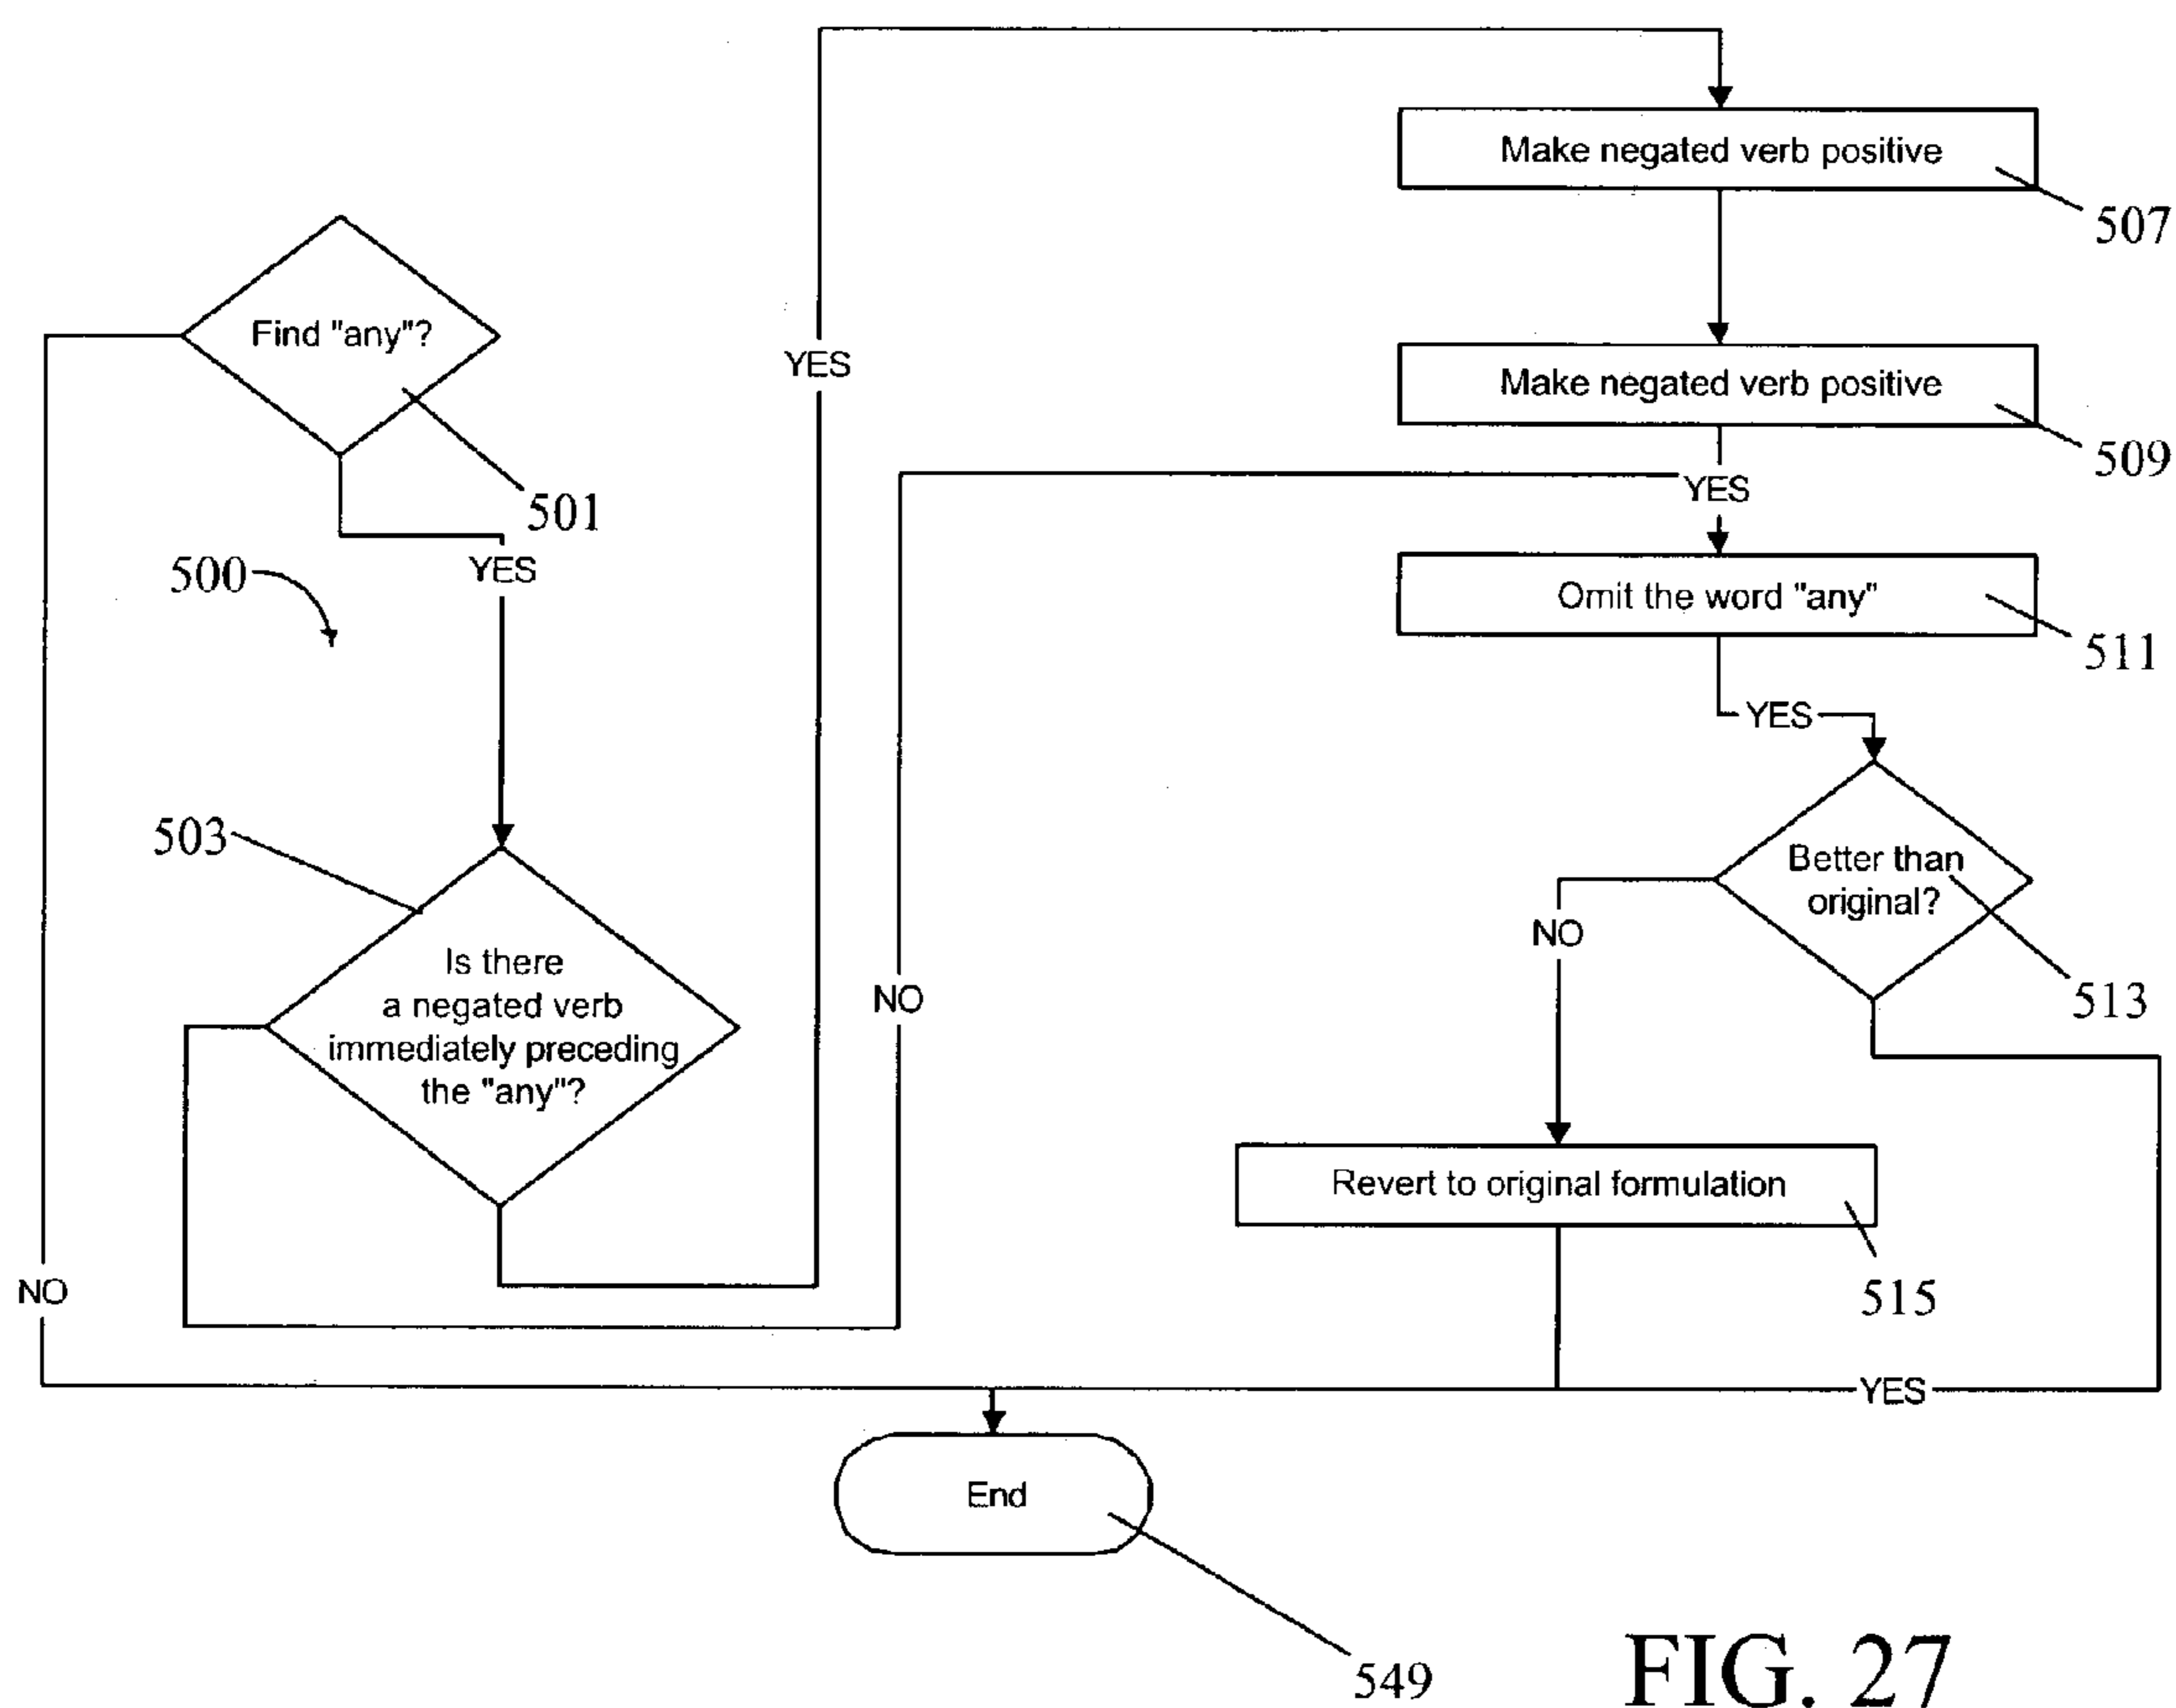 Make negated verb positive
507
Find "any"?
YES
Make negated verb positive
509
501
YES
YES
500
Omit the word "any"
511
YES
503
Better than
original?
NO
513
Is there
a negated verb
immediately preceding
the "any"?
NO
Revert to original formulation
515
NO
YES
End
549
FIG. 27